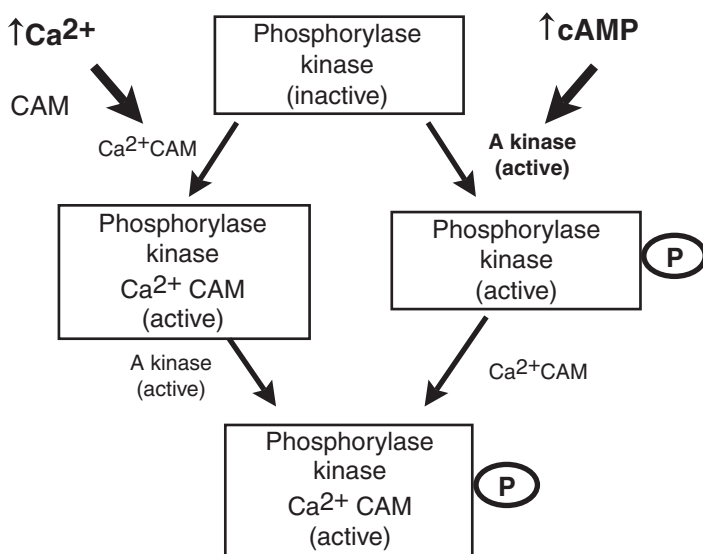 ↑Ca2+
CAM
Ca2+CAM
Phosphorylase
kinase
(inactive)
↑cAMP
A kinase
(active)
Phosphorylase
kinase
Ca2+ CAM
(active)
Phosphorylase
kinase
(active)
P
A kinase
(active)
Ca2+CAM
Phosphorylase
kinase
Ca2+ CAM
(active)
P